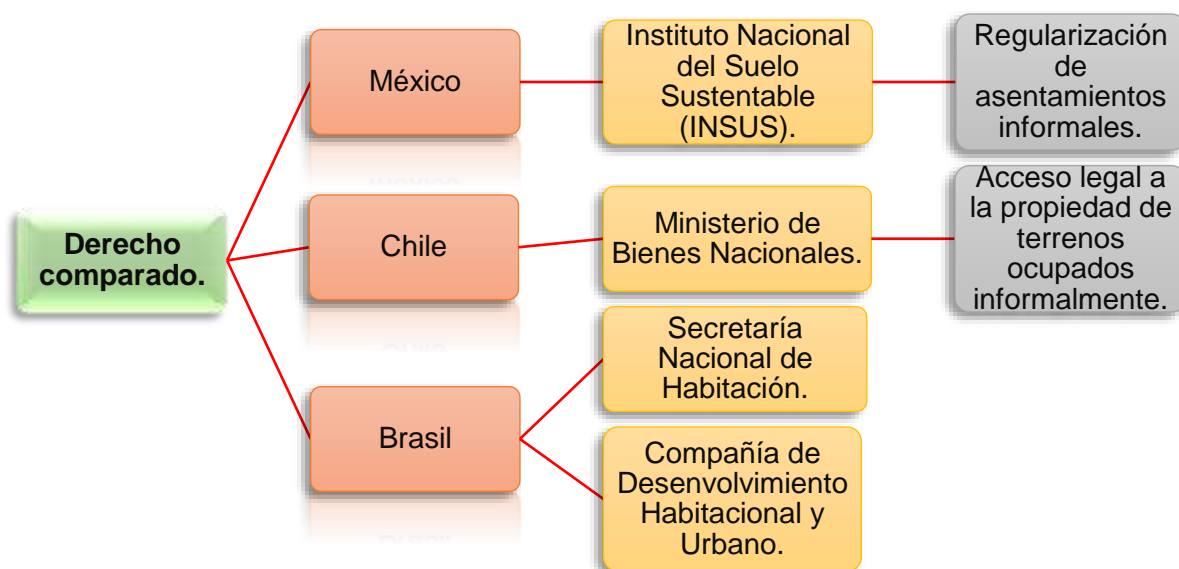 Derecho
comparado.
México
Instituto Nacional
del Suelo
Sustentable
(INSUS).
Regularización
de
asentamientos
informales.
Chile
Ministerio de
Bienes Nacionales.
Acceso legal a
la propiedad de
terrenos
ocupados
informalmente.
Brasil
Secretaría
Nacional de
Habitación.
Compañía de
Desenvolvimiento
Habitacional y
Urbano.